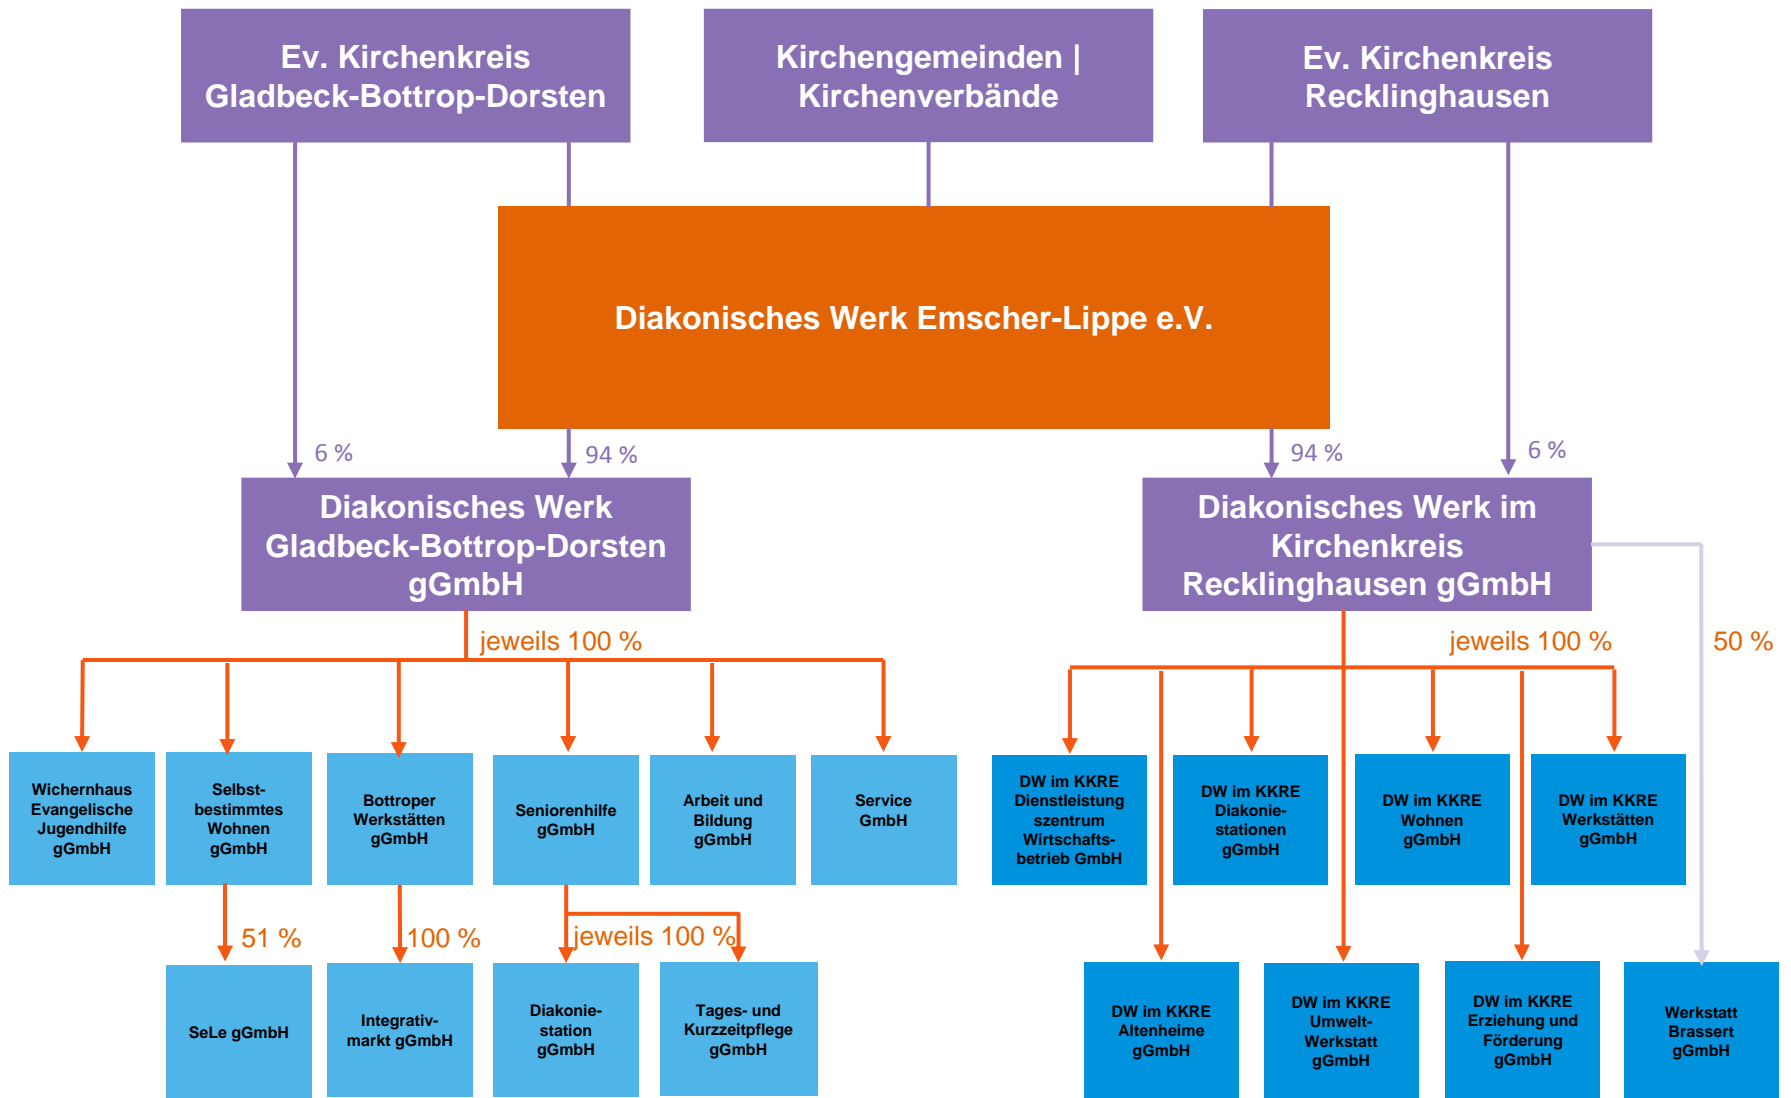 Ev. Kirchenkreis
Gladbeck-Bottrop-Dorsten
Kirchengemeinden |
Kirchenverbände
Ev. Kirchenkreis
Recklinghausen
Diakonisches Werk Emscher-Lippe e.V.
6 %
94 %
94 %
6 %
Diakonisches Werk
Gladbeck-Bottrop-Dorsten
gGmbH
Diakonisches Werk im
Kirchenkreis
Recklinghausen gGmbH
jeweils 100 %
jeweils 100 %
50 %
Wichernhaus
Evangelische
Jugendhilfe
gGmbH
Selbst-
bestimmtes
Wohnen
gGmbH
Bottroper
Werkstätten
gGmbH
Seniorenhilfe
gGmbH
Arbeit und
Bildung
gGmbH
Service
GmbH
DW im KKRE
Dienstleistung
szentrum
Wirtschafts-
betrieb GmbH
DW im KKRE
Diakonie-
stationen
gGmbH
DW im KKRE
Wohnen
gGmbH
DW im KKRE
Werkstätten
gGmbH
51 %
100 %
jeweils 100 %
SeLe gGmbH
Integrativ-
markt gGmbH
Diakonie-
station
gGmbH
Tages- und
Kurzzeitpflege
gGmbH
DW im KKRE
Altenheime
gGmbH
DW im KKRE
Umwelt-
Werkstatt
gGmbH
DW im KKRE
Erziehung und
Förderung
gGmbH
Werkstatt
Brassert
gGmbH